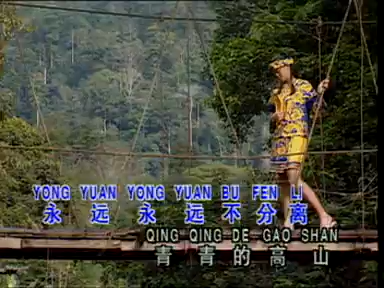 YONG YUAN YONG YUAN BU FEN LI
永 远 永 远 不 分 离
QING QING DE GAO SHAN
青 青 的 高 山